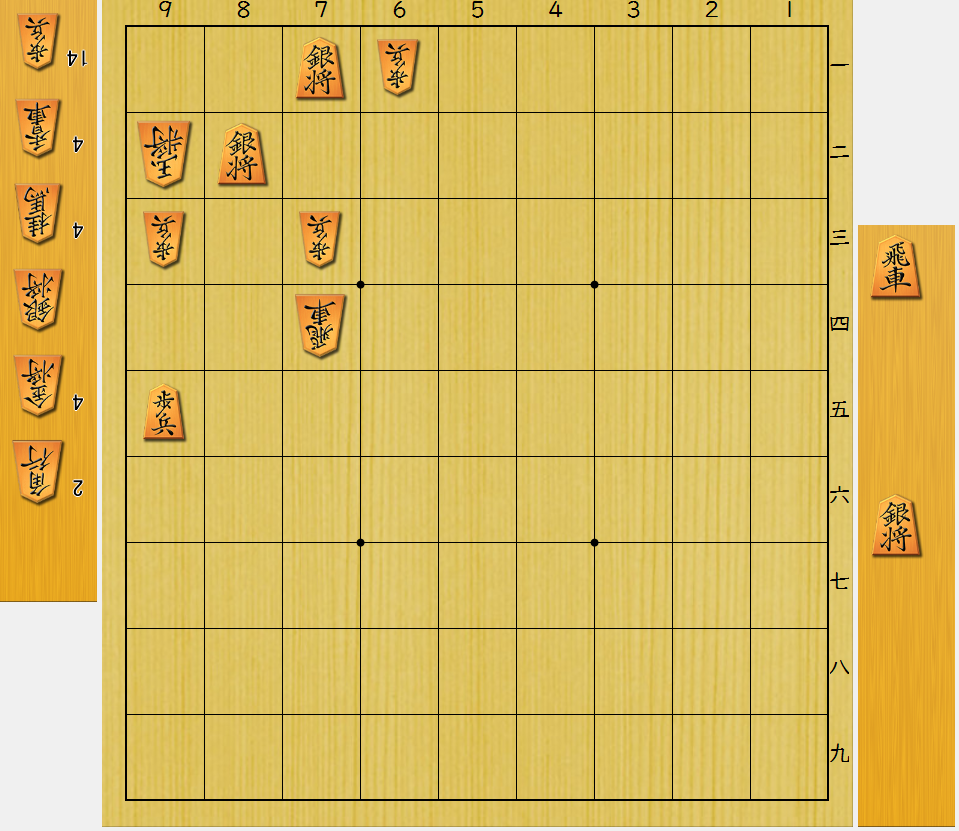 9 8 7 6 5 4 3 2 1
歩兵 14
香車 4
桂馬 4
銀将
金将 4
角行 2
銀将 歩兵 一
玉将 銀将 二
歩兵 歩兵 三
飛車 四
歩兵 五
六
七
八
九
飛車
銀将